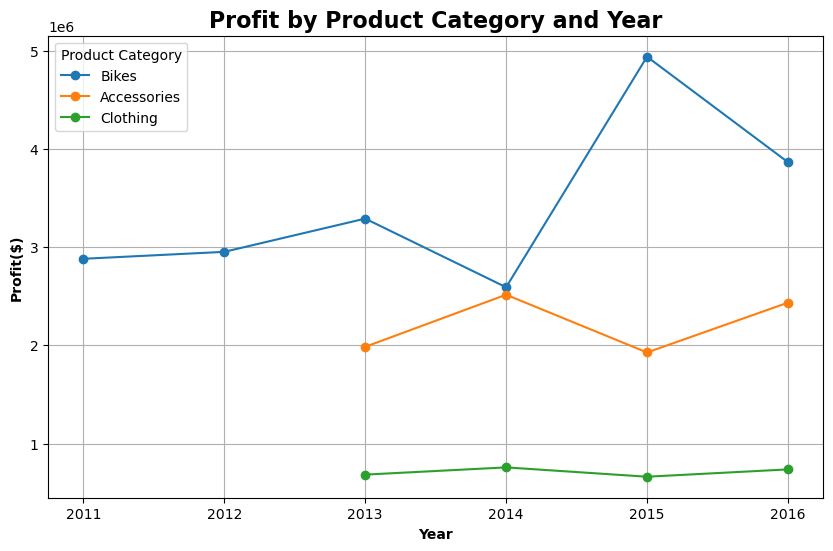 Profit by Product Category and Year
1e6
Product Category
Bikes
Accessories
Clothing
5
4
3
2
1
Profit($)
2011 2012 2013 2014 2015 2016
Year